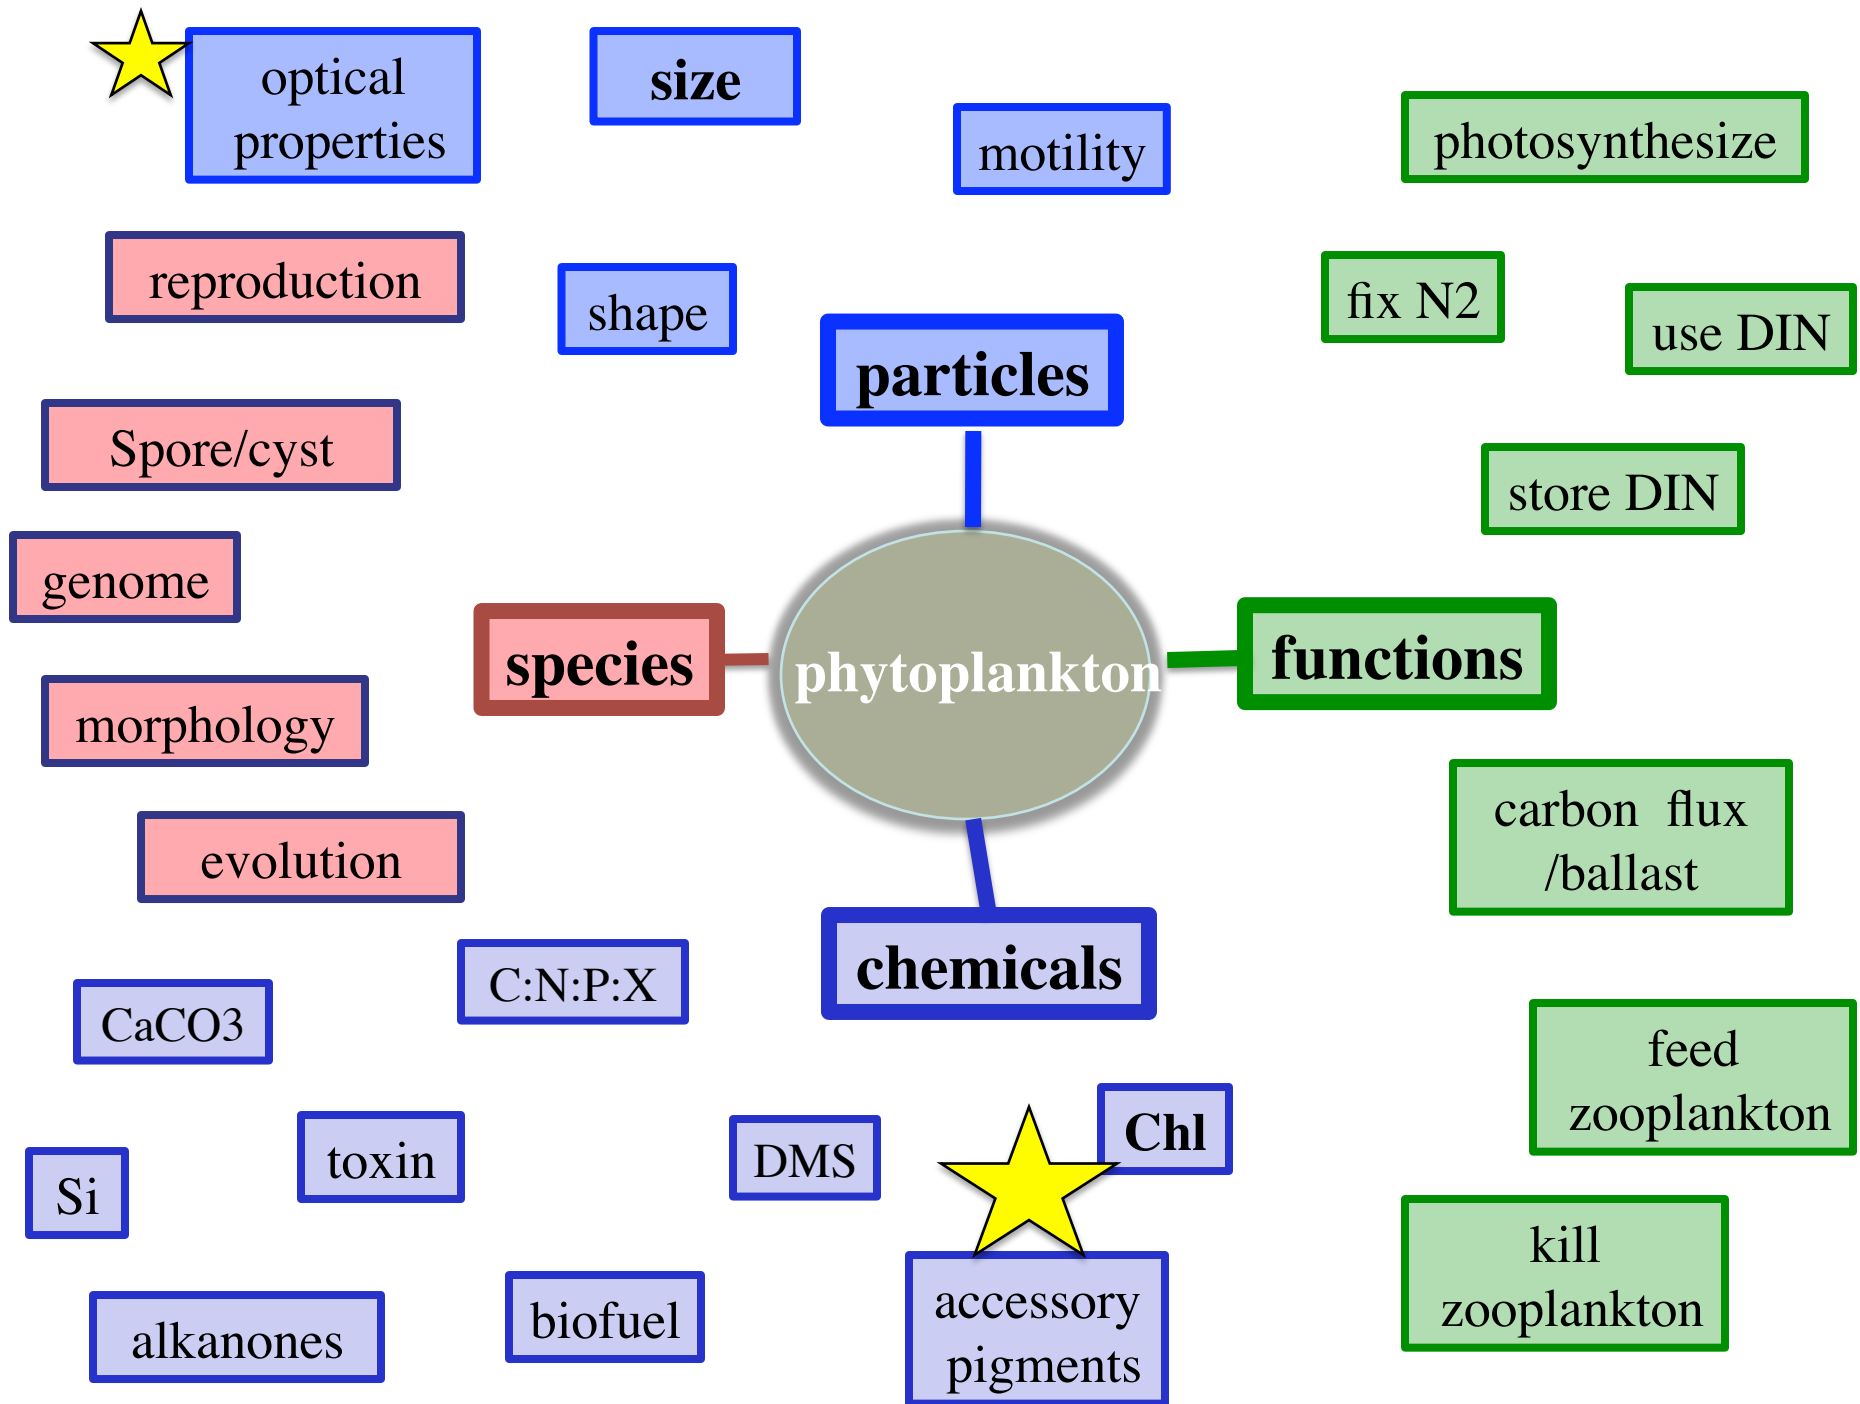 optical
properties
size
motility
photosynthesize
reproduction
shape
fix N2
use DIN
particles
Spore/cyst
store DIN
genome
species
phytoplankton
functions
morphology
carbon flux
/ballast
evolution
chemicals
C:N:P:X
CaCO3
feed
zooplankton
Chl
toxin
DMS
Si
kill
zooplankton
accessory
pigments
biofuel
alkanones